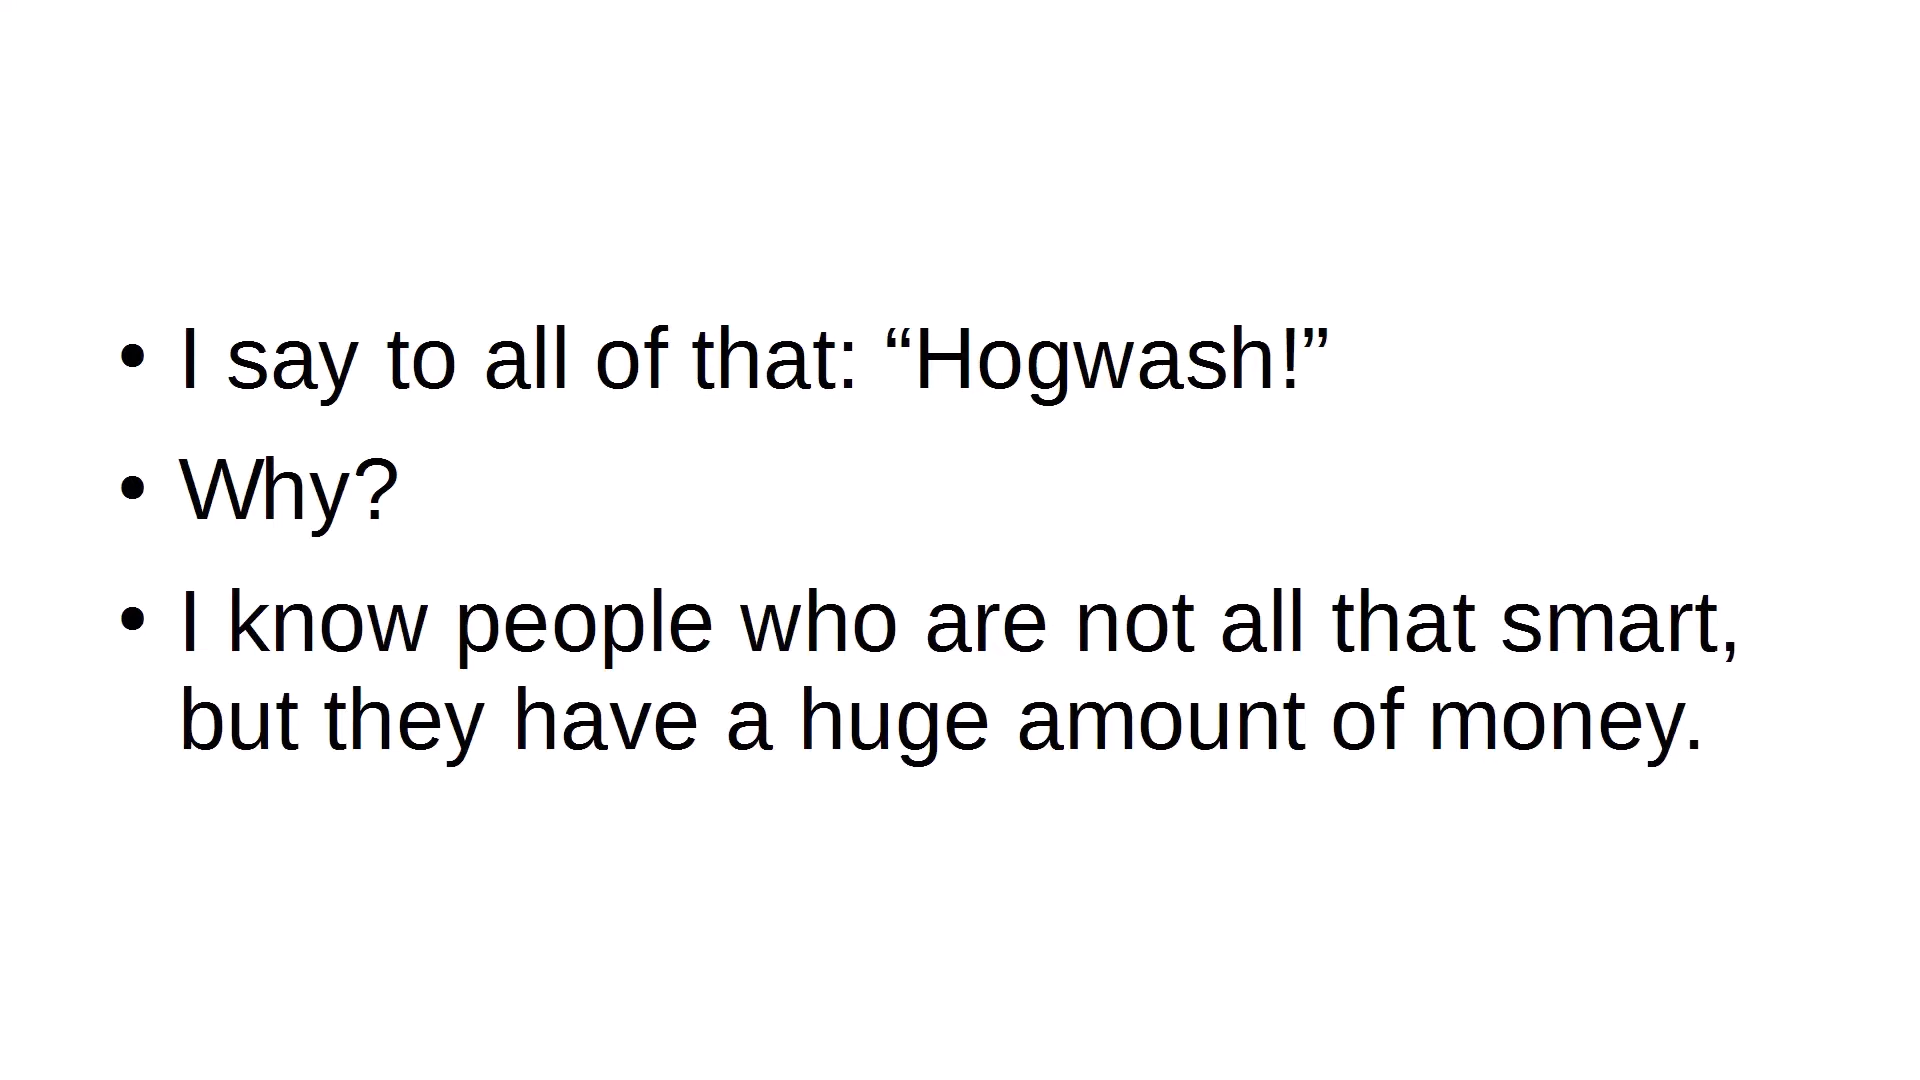 • I say to all of that: “Hogwash!”
• Why?
• I know people who are not all that smart,
but they have a huge amount of money.